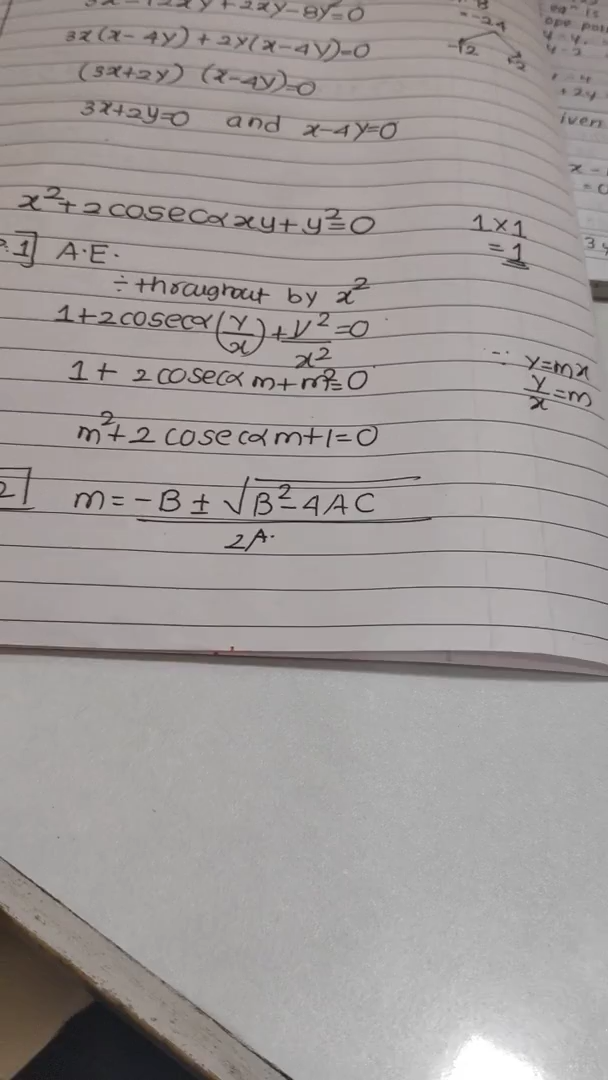 3x(x-4y)+2y(x-4y)=0
(3x+2y) (x-4y)=0
3x+2y=0 and x-4y=0
x²+2cosecα xy+y²=0
1×1
=1
1] A.E.
÷ througrout by x²
1+2cosecα(y/x)+y²/x²=0
1+ 2cosecα m+m²=0
∵ y=mx
y/x=m
m²+2cosecα m+1=0
2] m= -B ± √B²-4AC / 2A.